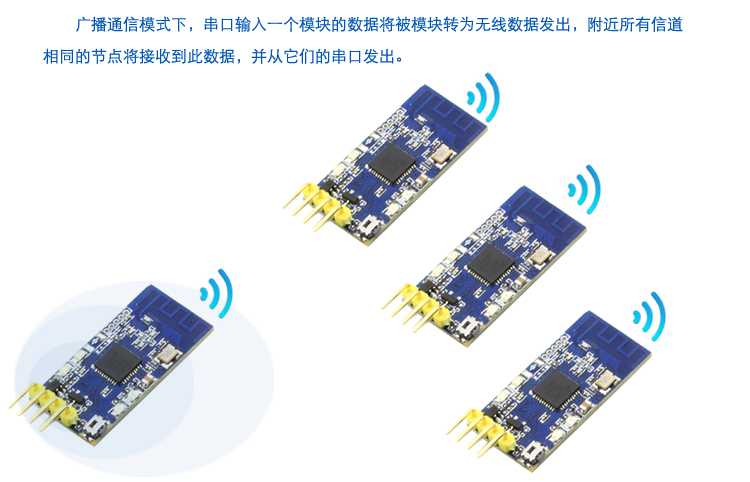 广播通信模式下，串口输入一个模块的数据将被模块转为无线数据发出，附近所有信道
相同的节点将接收到此数据，并从它们的串口发出。